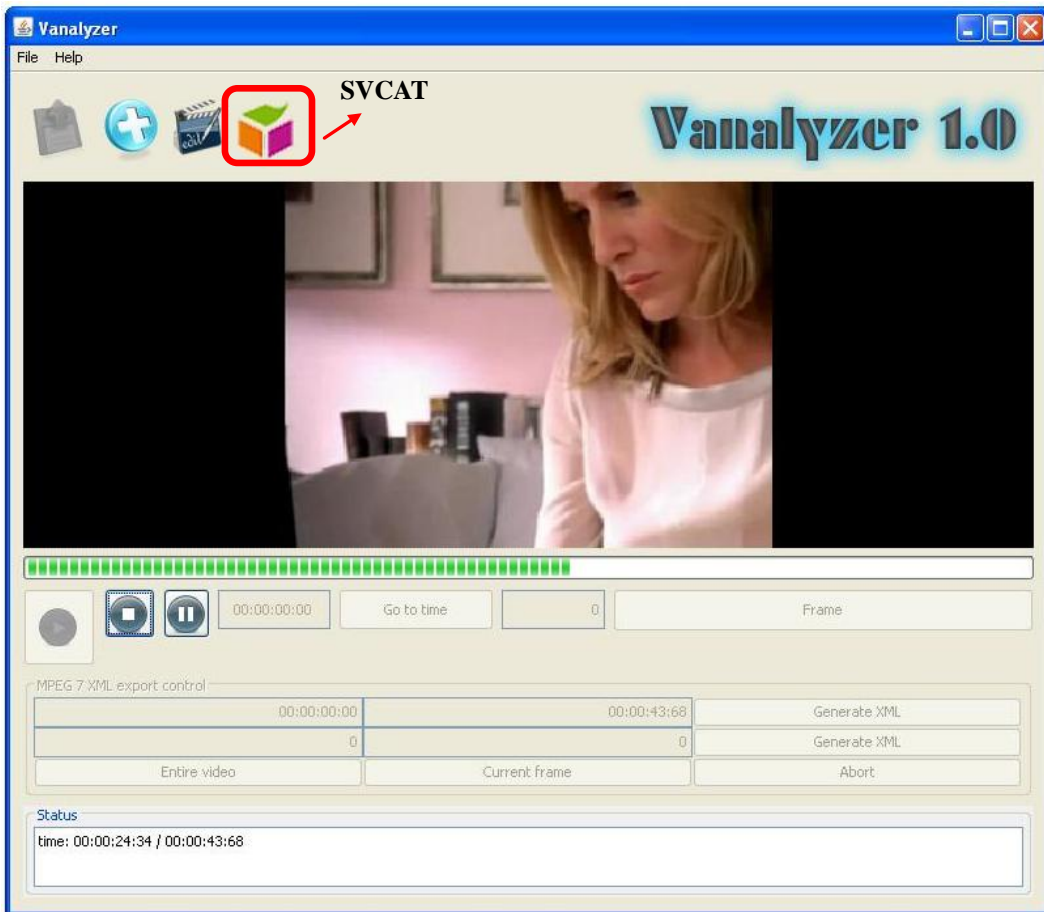 Vanalyzer
File Help
SVCAT
edit
Vanalyzer 1.0
00:00:00:00 Go to time 0 Frame
MPEG 7 XML export control
00:00:00:00 00:00:43:68 Generate XML
0 0 Generate XML
Entire video Current frame Abort
Status
time: 00:00:24:34 / 00:00:43:68